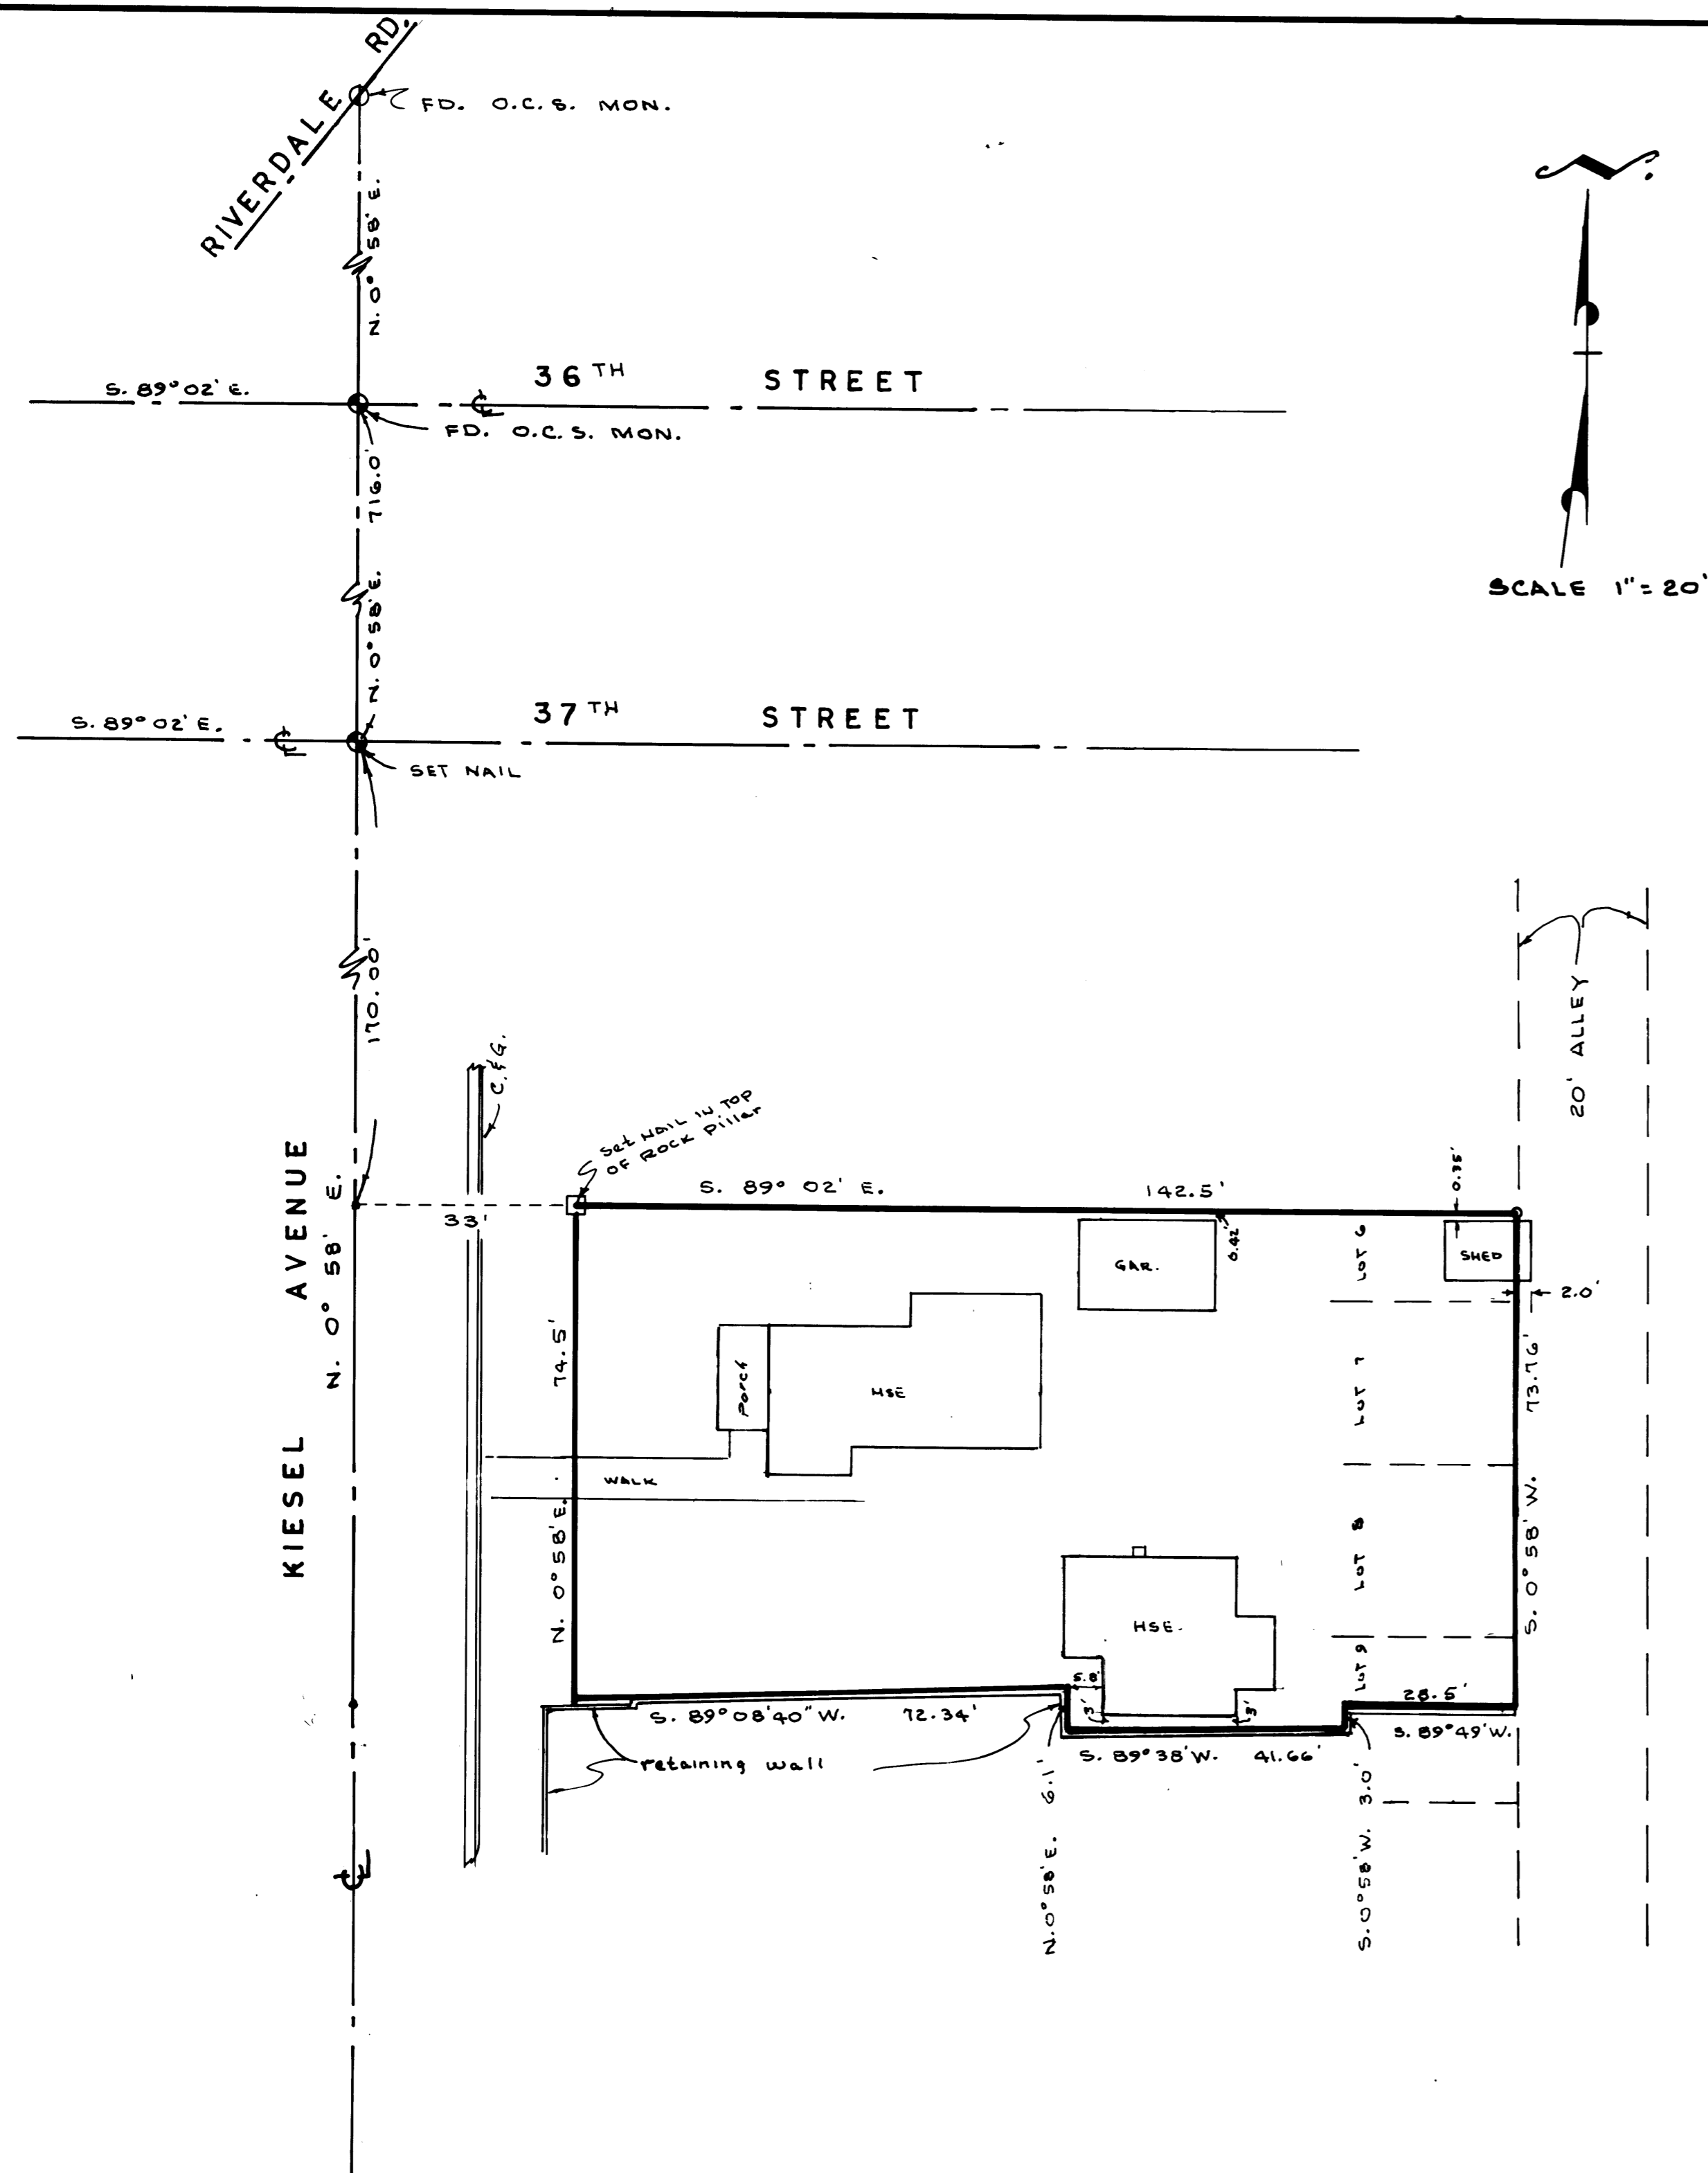 RIVERDALE RD.
FD. O.C.S. MON.
N. 0° 58' E.
S. 89° 02' E.
36 TH STREET
FD. O.C.S. MON.
716.0'
N. 0° 58' E.
SCALE 1" = 20'
S. 89° 02' E.
37 TH STREET
SET NAIL
170.00'
20' ALLEY
C. & G.
Set NAIL IN TOP
OF ROCK Pillar
KIESEL AVENUE
N. 0° 58' E.
33'
S. 89° 02' E. 142.5'
0.35'
0.42'
GAR.
LOT 6
SHED
2.0'
74.5'
N. 0° 58' E.
PORCH
HSE
LOT 7
73.76'
S. 0° 58' W.
WALK
LOT 8
HSE.
LOT 9
5.8'
3'
3'
28.5'
S. 89° 49' W.
S. 89° 08' 40" W. 72.34'
retaining wall
S. 89° 38' W. 41.66'
N. 0° 58' E. 6.1'
S. 0° 58' W. 3.0'